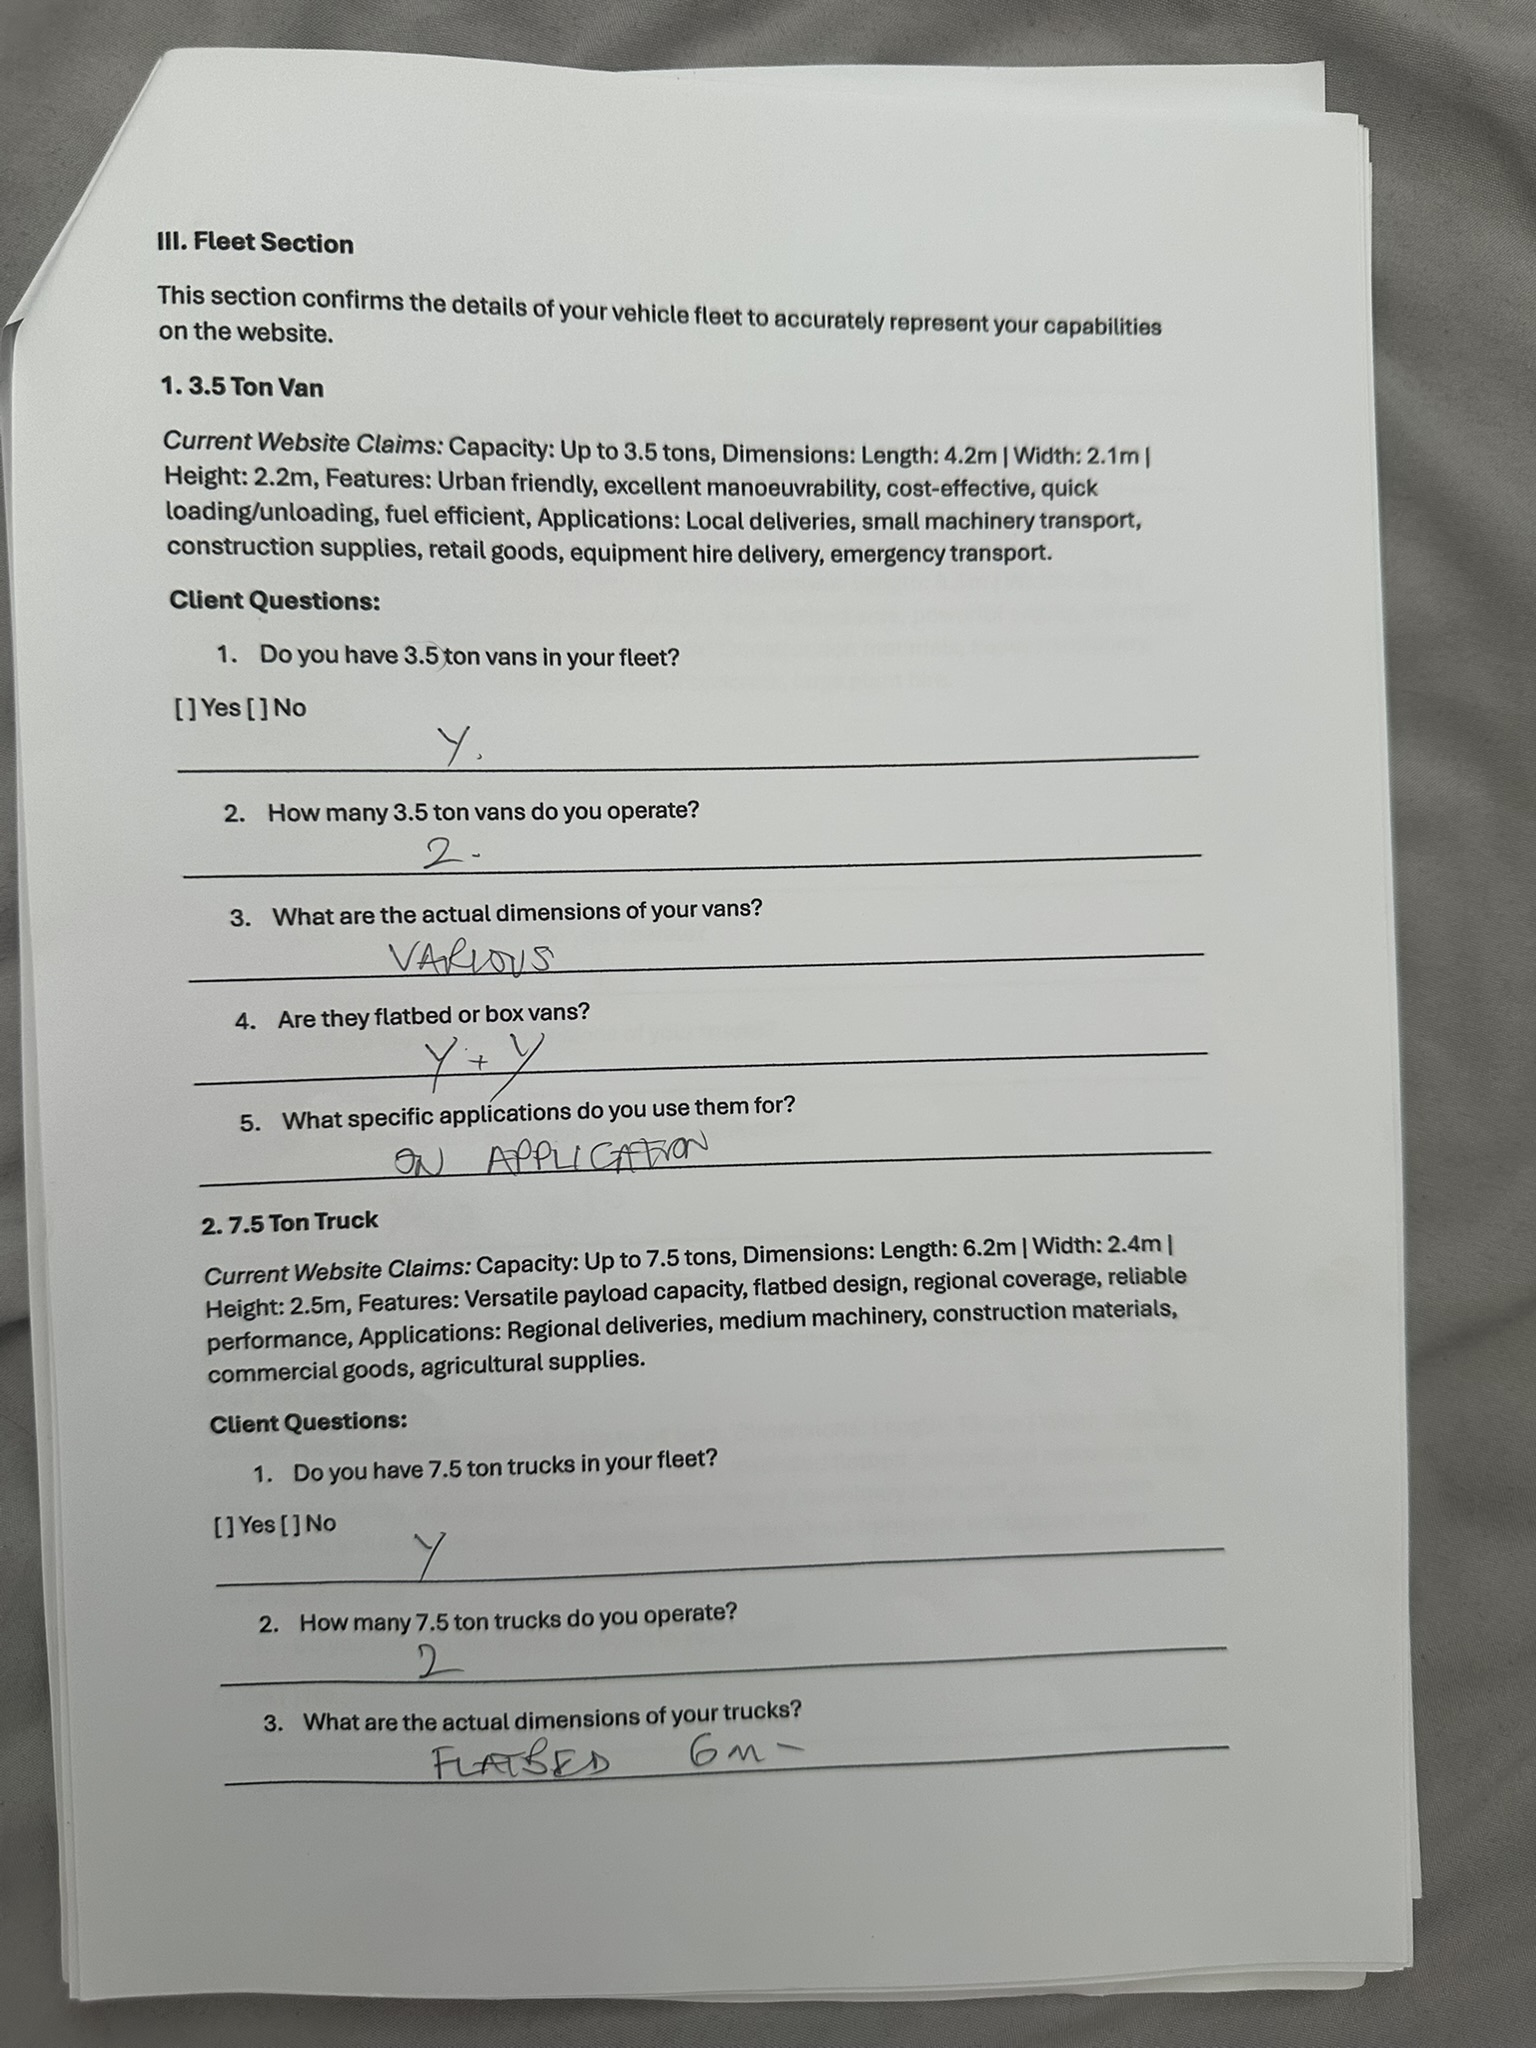 III. Fleet Section
This section confirms the details of your vehicle fleet to accurately represent your capabilities
on the website.
1. 3.5 Ton Van
Current Website Claims: Capacity: Up to 3.5 tons, Dimensions: Length: 4.2m | Width: 2.1m |
Height: 2.2m, Features: Urban friendly, excellent manoeuvrability, cost-effective, quick
loading/unloading, fuel efficient, Applications: Local deliveries, small machinery transport,
construction supplies, retail goods, equipment hire delivery, emergency transport.
Client Questions:
1. Do you have 3.5 ton vans in your fleet?
[ ] Yes [ ] No
Y.
2. How many 3.5 ton vans do you operate?
2-
3. What are the actual dimensions of your vans?
VARIOUS
4. Are they flatbed or box vans?
Y + Y
5. What specific applications do you use them for?
ON APPLICATION
2. 7.5 Ton Truck
Current Website Claims: Capacity: Up to 7.5 tons, Dimensions: Length: 6.2m | Width: 2.4m |
Height: 2.5m, Features: Versatile payload capacity, flatbed design, regional coverage, reliable
performance, Applications: Regional deliveries, medium machinery, construction materials,
commercial goods, agricultural supplies.
Client Questions:
1. Do you have 7.5 ton trucks in your fleet?
[ ] Yes [ ] No
Y
2. How many 7.5 ton trucks do you operate?
2
3. What are the actual dimensions of your trucks?
FLATBED 6m -